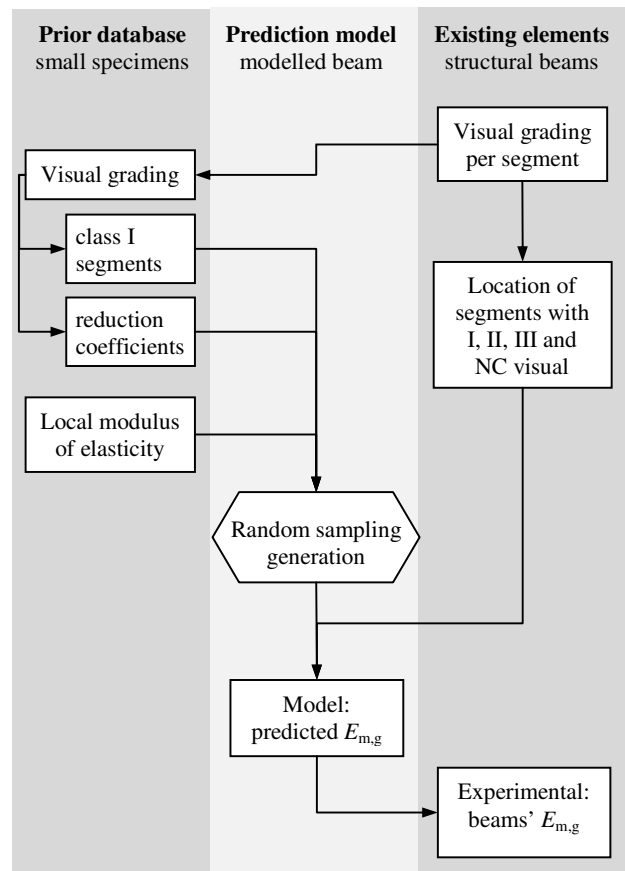 Prior database
small specimens
Prediction model
modelled beam
Existing elements
structural beams
Visual grading
per segment
Visual grading
class I
segments
reduction
coefficients
Local modulus
of elasticity
Location of
segments with
I, II, III and
NC visual
Random sampling
generation
Model:
predicted Em,g
Experimental:
beams’ Em,g